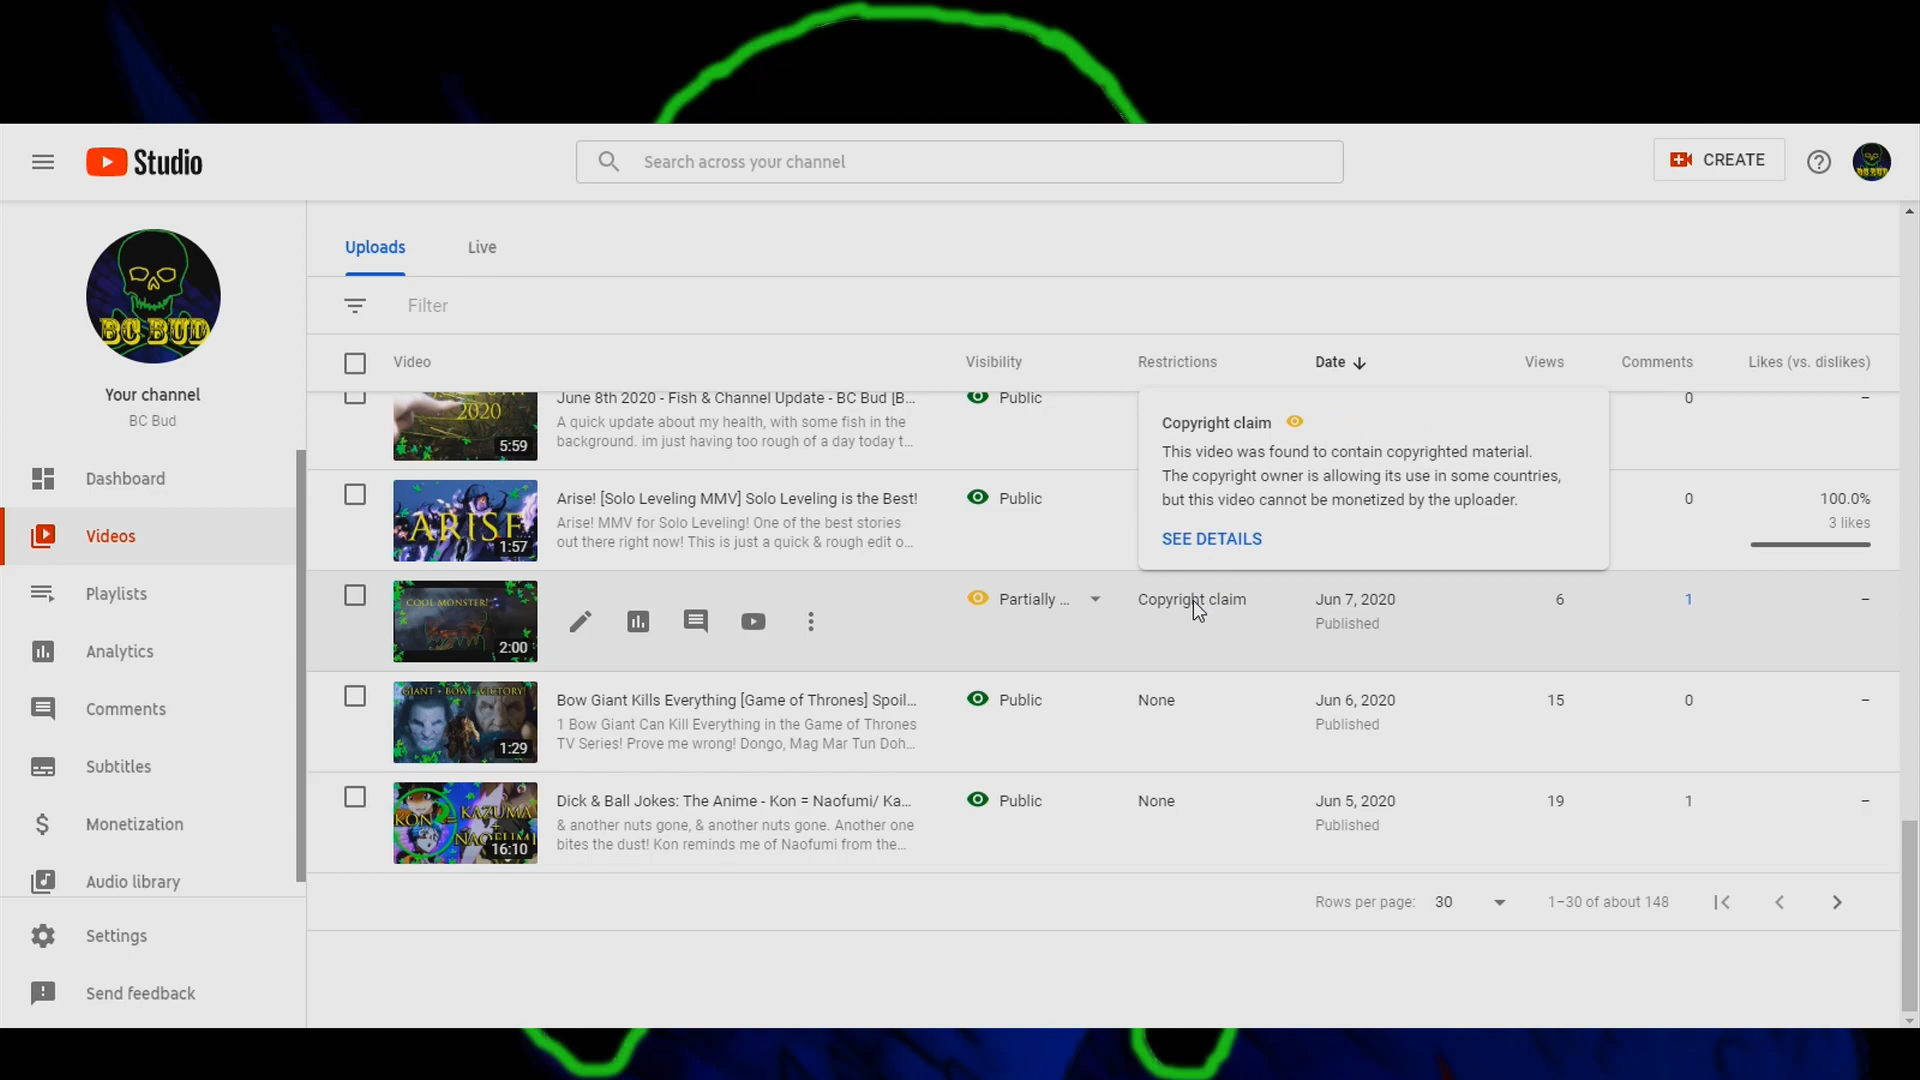 Studio
Search across your channel
CREATE
BC BUD
BC BUD
Your channel
BC Bud
Dashboard
Videos
Playlists
Analytics
Comments
Subtitles
Monetization
Audio library
Settings
Send feedback
Uploads
Live
Filter
Video
Visibility
Restrictions
Date
Views
Comments
Likes (vs. dislikes)
2020
5:59
June 8th 2020 - Fish & Channel Update - BC Bud [B...
A quick update about my health, with some fish in the
background. im just having too rough of a day today t...
Public
0
–
Copyright claim
This video was found to contain copyrighted material.
The copyright owner is allowing its use in some countries,
but this video cannot be monetized by the uploader.
SEE DETAILS
ARISE
1:57
Arise! [Solo Leveling MMV] Solo Leveling is the Best!
Arise! MMV for Solo Leveling! One of the best stories
out there right now! This is just a quick & rough edit o...
Public
0
100.0%
3 likes
COOL MONSTER!
2:00
Partially ...
Copyright claim
Jun 7, 2020
Published
6
1
–
GIANT + BOW = VICTORY!
1:29
Bow Giant Kills Everything [Game of Thrones] Spoil...
1 Bow Giant Can Kill Everything in the Game of Thrones
TV Series! Prove me wrong! Dongo, Mag Mar Tun Doh...
Public
None
Jun 6, 2020
Published
15
0
–
KON = KAZUMA
+
NAOFUMI
16:10
Dick & Ball Jokes: The Anime - Kon = Naofumi/ Ka...
& another nuts gone, & another nuts gone. Another one
bites the dust! Kon reminds me of Naofumi from the...
Public
None
Jun 5, 2020
Published
19
1
–
Rows per page: 30
1–30 of about 148